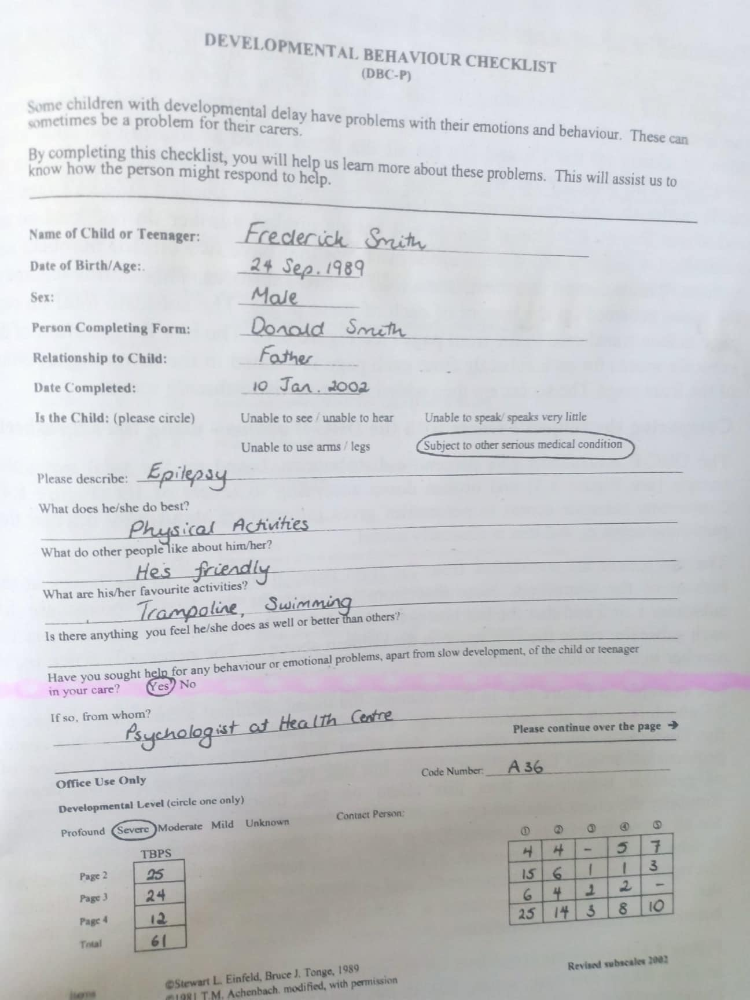 DEVELOPMENTAL BEHAVIOUR CHECKLIST
(DBC-P)
Some children with developmental delay have problems with their emotions and behaviour. These can
sometimes be a problem for their carers.
By completing this checklist, you will help us learn more about these problems. This will assist us to
know how the person might respond to help.
Name of Child or Teenager: Frederick Smith
Date of Birth/Age: 24 Sep. 1989
Sex: Male
Person Completing Form: Donald Smith
Relationship to Child: Father
Date Completed: 10 Jan. 2002
Is the Child: (please circle) Unable to see / unable to hear Unable to speak/ speaks very little
Unable to use arms / legs Subject to other serious medical condition
Please describe: Epilepsy
What does he/she do best?
Physical Activities
What do other people like about him/her?
He's friendly
What are his/her favourite activities?
Trampoline, Swimming
Is there anything you feel he/she does as well or better than others?
Have you sought help for any behaviour or emotional problems, apart from slow development, of the child or teenager
in your care? Yes No
If so, from whom?
Psychologist at Health Centre
Please continue over the page ➔
Office Use Only
Code Number: A 36
Developmental Level (circle one only)
Profound Severe Moderate Mild Unknown
Contact Person:
TBPS
Page 2 25
Page 3 24
Page 4 12
Total 61
① ② ③ ④ ⑤
4 4 - 5 7
15 6 1 1 3
6 4 2 2 -
25 14 3 8 10
©Stewart L. Einfeld, Bruce J. Tonge, 1989
©1981 T.M. Achenbach. modified, with permission
Revised subscales 2002
items